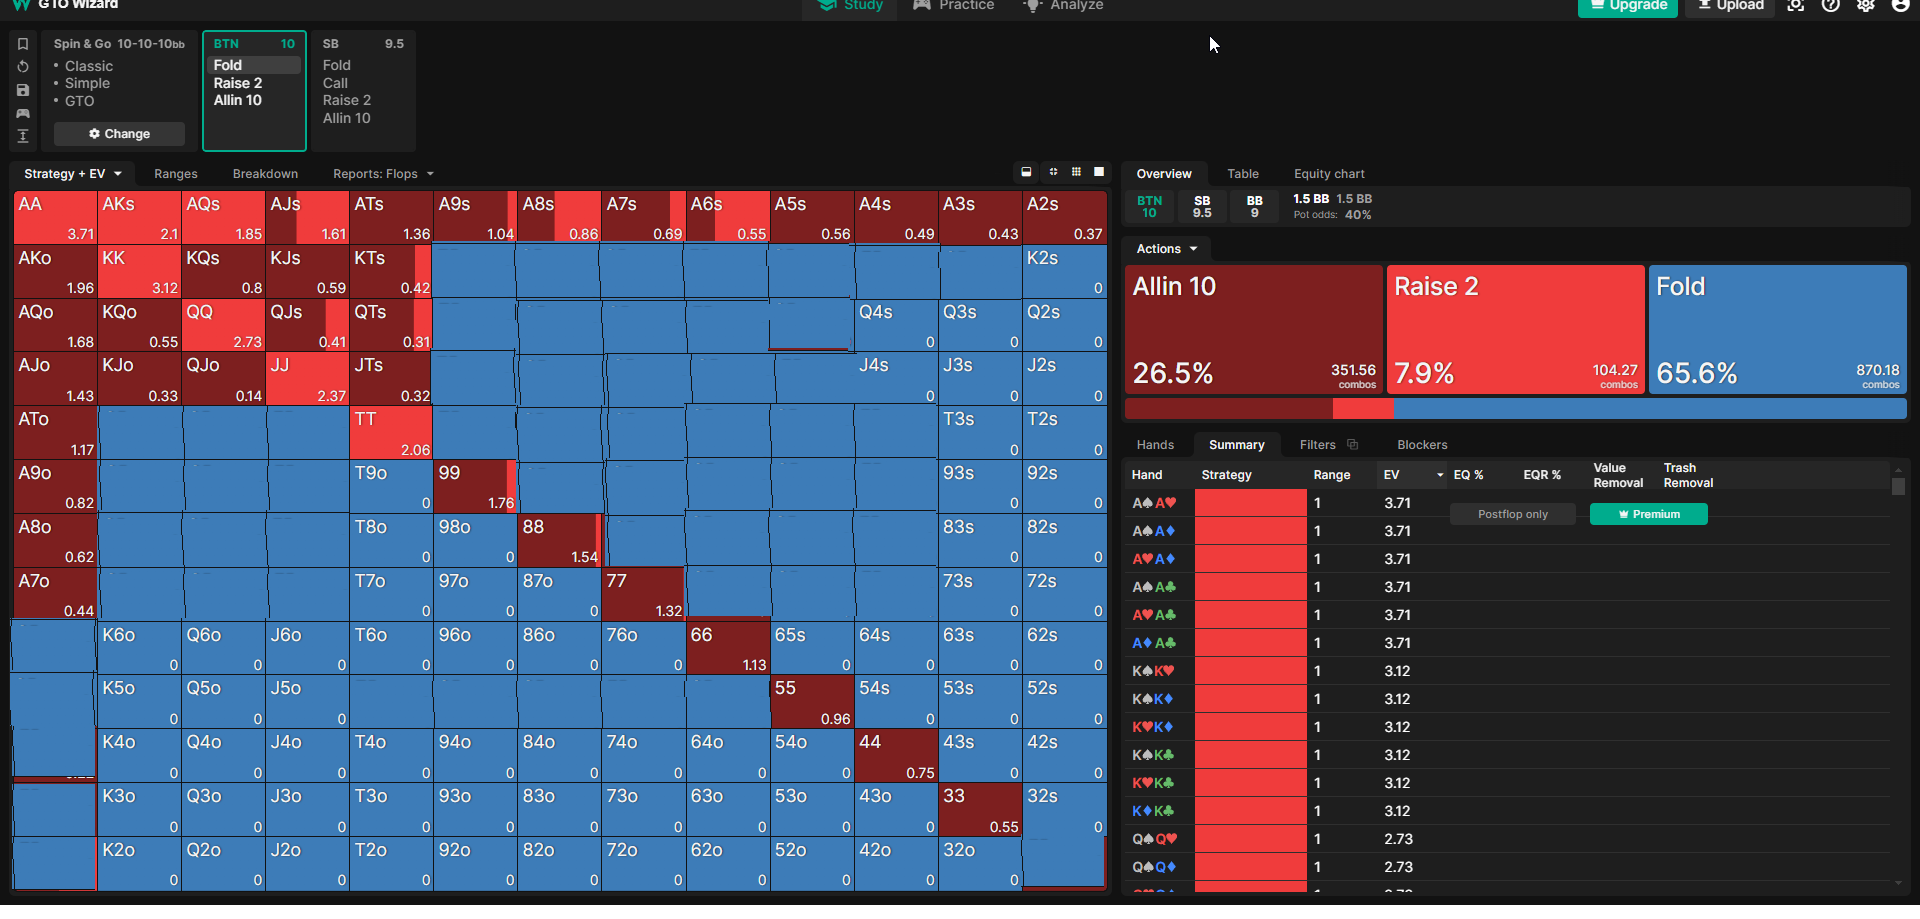 GTO Wizard
Study
Practice
Analyze
Upgrade
Upload
Spin & Go 10-10-10bb
• Classic
• Simple
• GTO
Change
BTN 10
Fold
Raise 2
Allin 10
SB 9.5
Fold
Call
Raise 2
Allin 10
Strategy + EV
Ranges
Breakdown
Reports: Flops
AA AKs AQs AJs ATs A9s A8s A7s A6s A5s A4s A3s A2s
3.71 2.1 1.85 1.61 1.36 1.04 0.86 0.69 0.55 0.56 0.49 0.43 0.37
AKo KK KQs KJs KTs K2s
1.96 3.12 0.8 0.59 0.42 0
AQo KQo QQ QJs QTs Q4s Q3s Q2s
1.68 0.55 2.73 0.41 0.31 0 0 0
AJo KJo QJo JJ JTs J4s J3s J2s
1.43 0.33 0.14 2.37 0.32 0 0 0
ATo TT T3s T2s
1.17 2.06 0 0
A9o T9o 99 93s 92s
0.82 0 1.76 0 0
A8o T8o 98o 88 83s 82s
0.62 0 0 1.54 0 0
A7o T7o 97o 87o 77 73s 72s
0.44 0 0 0 1.32 0 0
K6o Q6o J6o T6o 96o 86o 76o 66 65s 64s 63s 62s
0 0 0 0 0 0 0 1.13 0 0 0 0
K5o Q5o J5o 55 54s 53s 52s
0 0 0 0.96 0 0 0
K4o Q4o J4o T4o 94o 84o 74o 64o 54o 44 43s 42s
0 0 0 0 0 0 0 0 0 0.75 0 0
K3o Q3o J3o T3o 93o 83o 73o 63o 53o 43o 33 32s
0 0 0 0 0 0 0 0 0 0 0.55 0
K2o Q2o J2o T2o 92o 82o 72o 62o 52o 42o 32o
0 0 0 0 0 0 0 0 0 0 0
Overview
Table
Equity chart
BTN 10
SB 9.5
BB 9
1.5 BB 1.5 BB
Pot odds: 40%
Actions
Allin 10
26.5%
351.56 combos
Raise 2
7.9%
104.27 combos
Fold
65.6%
870.18 combos
Hands
Summary
Filters
Blockers
Hand Strategy Range EV EQ % EQR % Value Removal Trash Removal
Postflop only
Premium
A♠A♥ 1 3.71
A♠A♦ 1 3.71
A♥A♦ 1 3.71
A♠A♣ 1 3.71
A♥A♣ 1 3.71
A♦A♣ 1 3.71
K♠K♥ 1 3.12
K♠K♦ 1 3.12
K♥K♦ 1 3.12
K♠K♣ 1 3.12
K♥K♣ 1 3.12
K♦K♣ 1 3.12
Q♠Q♥ 1 2.73
Q♠Q♦ 1 2.73